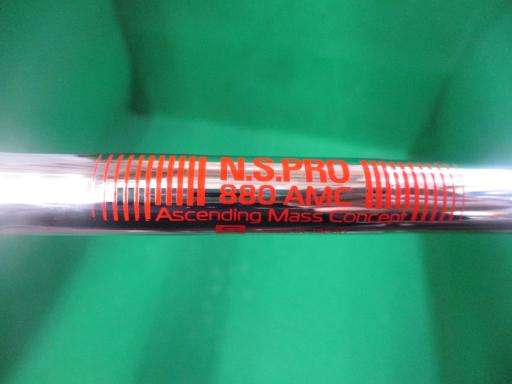 N.S.PRO
880 AMC
Ascending Mass Concept